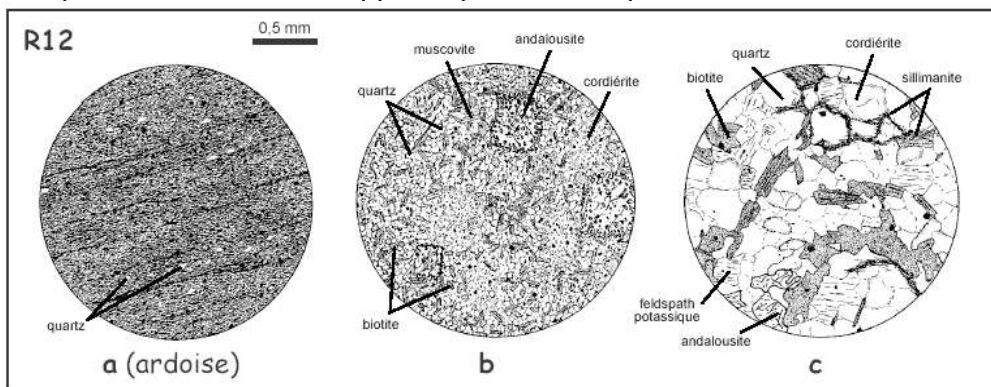 R12
0,5 mm
quartz
a (ardoise)
muscovite
andalousite
quartz
cordiérite
biotite
b
quartz
cordiérite
biotite
sillimanite
feldspath
potassique
andalousite
c